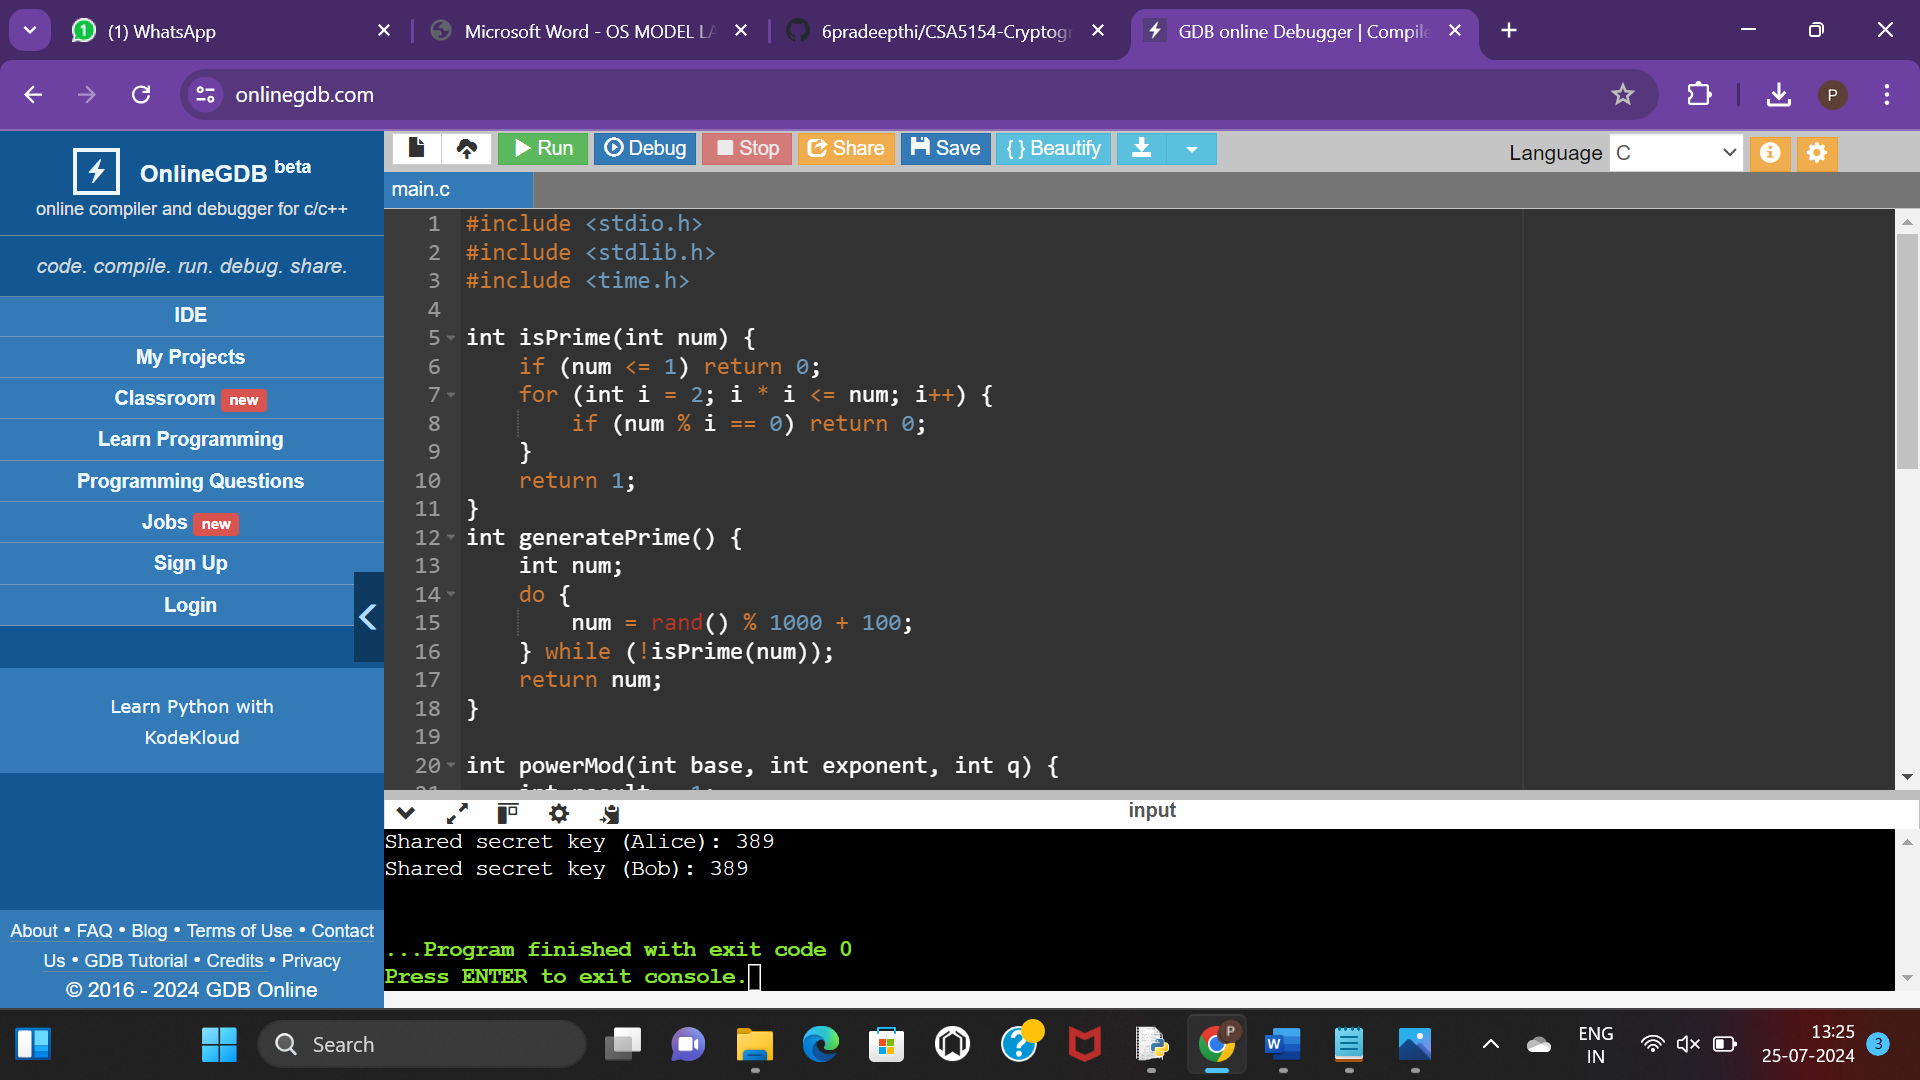 (1) WhatsApp
Microsoft Word - OS MODEL LA
6pradeepthi/CSA5154-Cryptogr
GDB online Debugger | Compile
onlinegdb.com
P
OnlineGDB beta
online compiler and debugger for c/c++
code. compile. run. debug. share.
IDE
My Projects
Classroom new
Learn Programming
Programming Questions
Jobs new
Sign Up
Login
Learn Python with
KodeKloud
About • FAQ • Blog • Terms of Use • Contact
Us • GDB Tutorial • Credits • Privacy
© 2016 - 2024 GDB Online
Run Debug Stop Share Save { } Beautify
Language C
main.c
1 #include <stdio.h>
2 #include <stdlib.h>
3 #include <time.h>
4
5 int isPrime(int num) {
6     if (num <= 1) return 0;
7     for (int i = 2; i * i <= num; i++) {
8         if (num % i == 0) return 0;
9     }
10     return 1;
11 }
12 int generatePrime() {
13     int num;
14     do {
15         num = rand() % 1000 + 100;
16     } while (!isPrime(num));
17     return num;
18 }
19
20 int powerMod(int base, int exponent, int q) {
input
Shared secret key (Alice): 389
Shared secret key (Bob): 389
...Program finished with exit code 0
Press ENTER to exit console.
Search
P
ENG
IN
13:25
25-07-2024
3